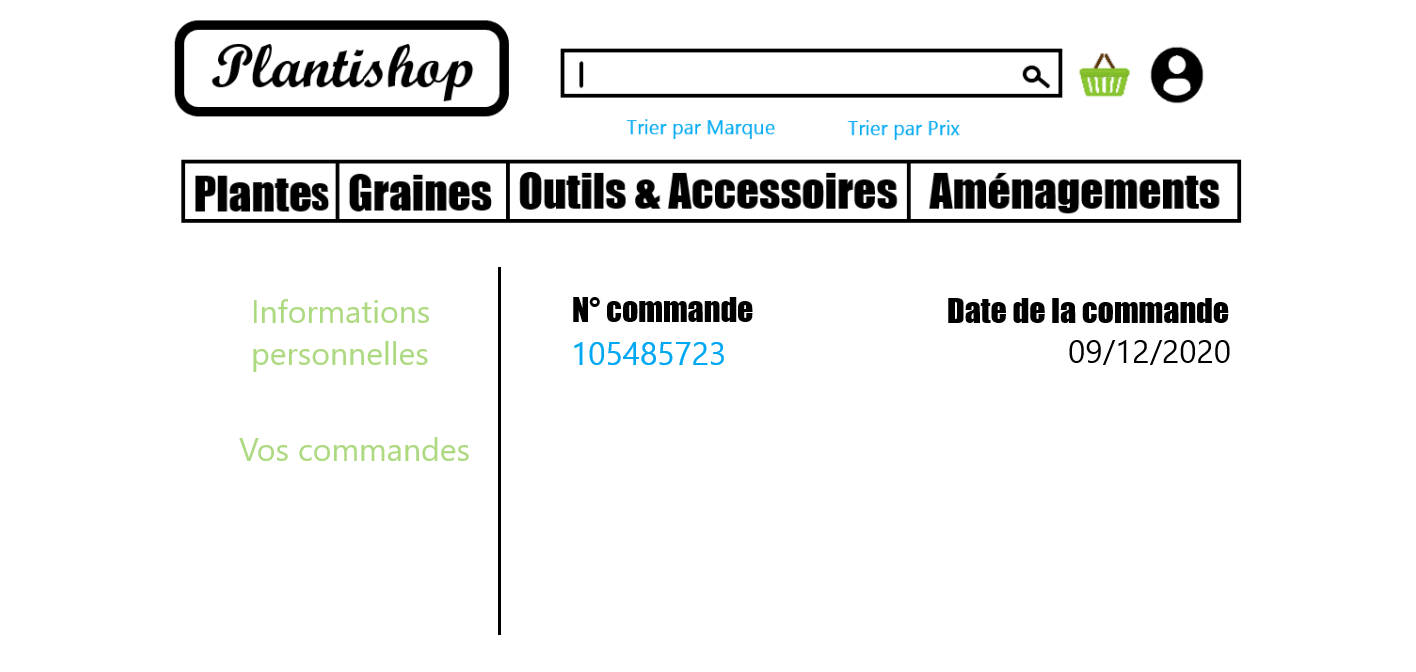 Plantishop
Trier par Marque
Trier par Prix
Plantes
Graines
Outils & Accessoires
Aménagements
Informations
personnelles
Vos commandes
N° commande
105485723
Date de la commande
09/12/2020